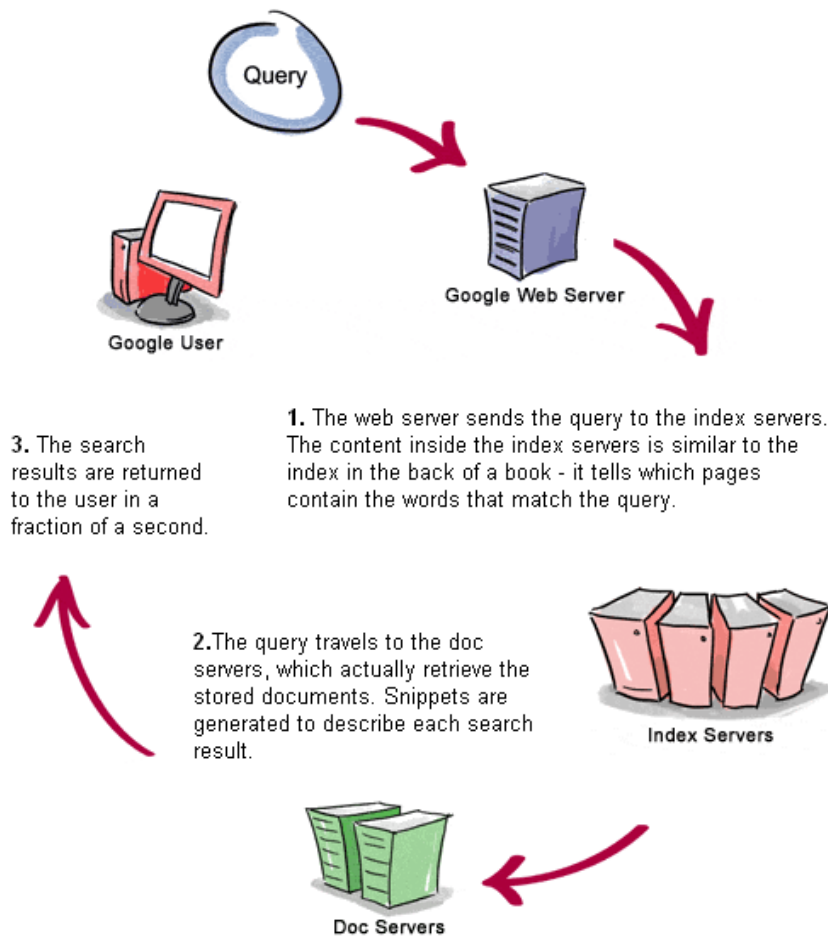 Query
Google Web Server
Google User
1. The web server sends the query to the index servers.
The content inside the index servers is similar to the
index in the back of a book - it tells which pages
contain the words that match the query.
3. The search
results are returned
to the user in a
fraction of a second.
2.The query travels to the doc
servers, which actually retrieve the
stored documents. Snippets are
generated to describe each search
result.
Index Servers
Doc Servers